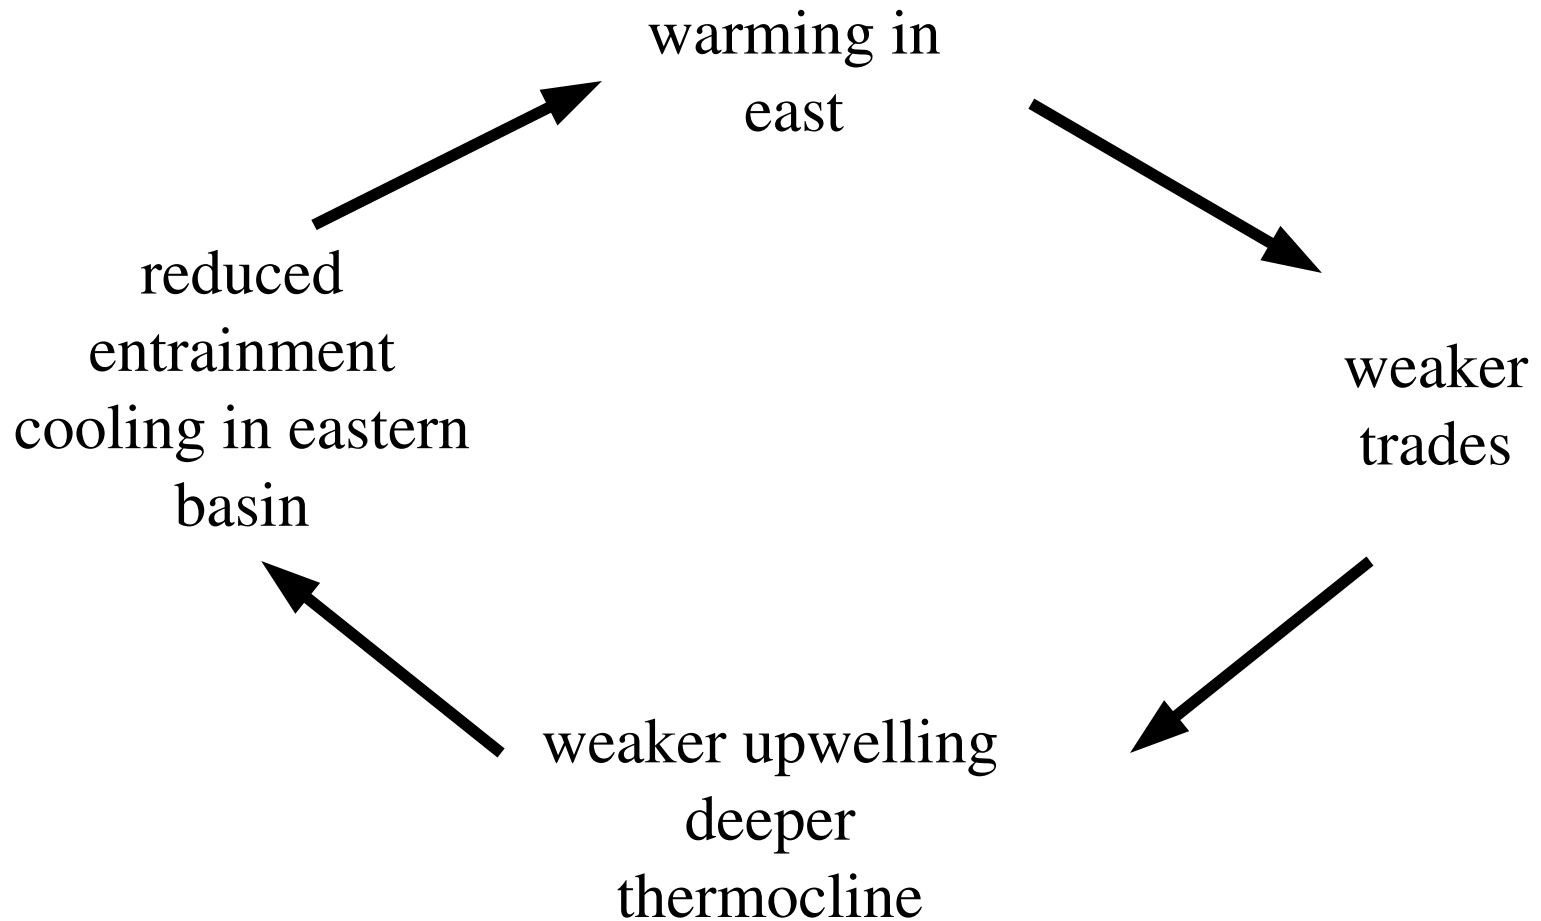 warming in
east
reduced
entrainment
cooling in eastern
basin
weaker
trades
weaker upwelling
deeper
thermocline